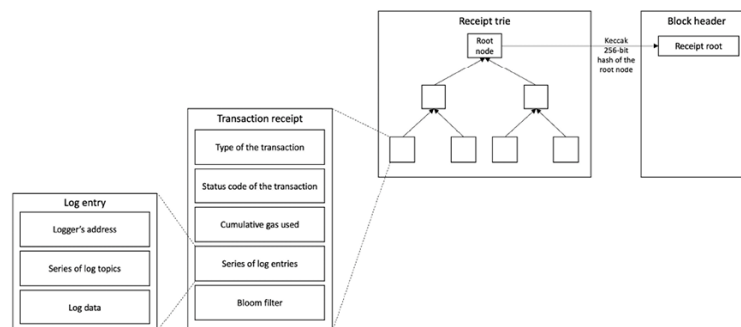 Receipt trie
Root
node
Keccak
256-bit
hash of the
root node
Block header
Receipt root
Transaction receipt
Type of the transaction
Status code of the transaction
Cumulative gas used
Series of log entries
Bloom filter
Log entry
Logger's address
Series of log topics
Log data